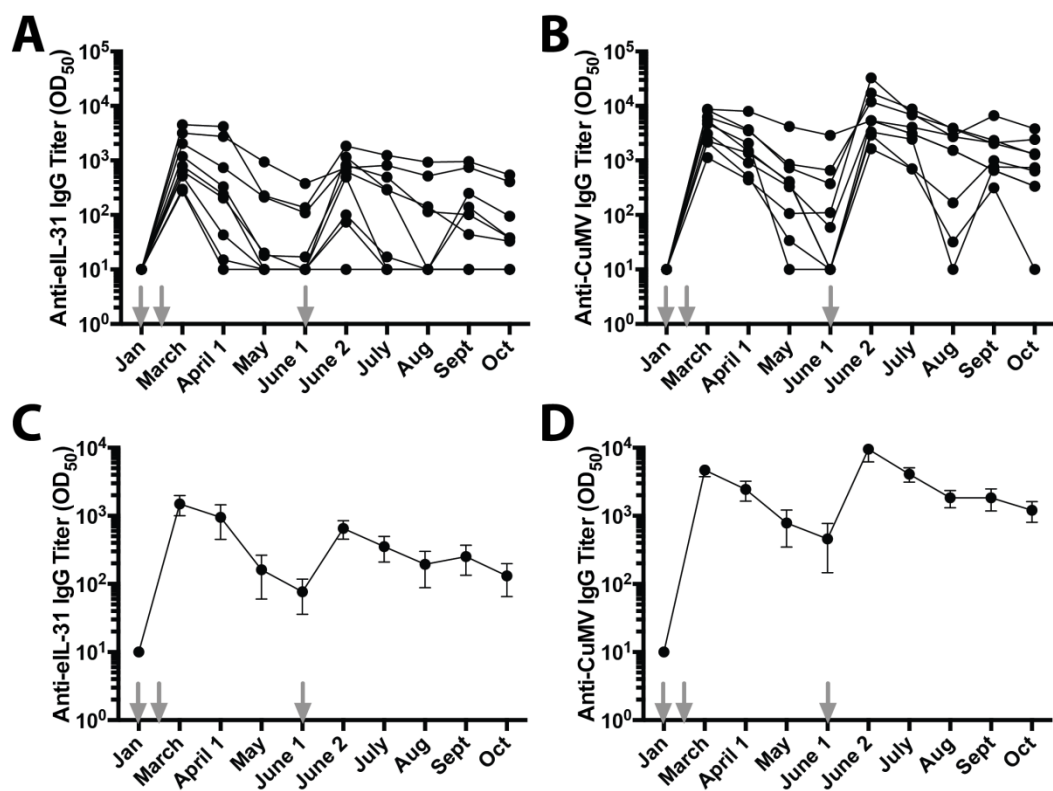 A
Anti-eIL-31 IgG Titer (OD50)
10^5
10^4
10^3
10^2
10^1
10^0
Jan
March
April 1
May
June 1
June 2
July
Aug
Sept
Oct
B
Anti-CuMV IgG Titer (OD50)
10^5
10^4
10^3
10^2
10^1
10^0
Jan
March
April 1
May
June 1
June 2
July
Aug
Sept
Oct
C
Anti-eIL-31 IgG Titer (OD50)
10^4
10^3
10^2
10^1
10^0
Jan
March
April 1
May
June 1
June 2
July
Aug
Sept
Oct
D
Anti-CuMV IgG Titer (OD50)
10^4
10^3
10^2
10^1
10^0
Jan
March
April 1
May
June 1
June 2
July
Aug
Sept
Oct